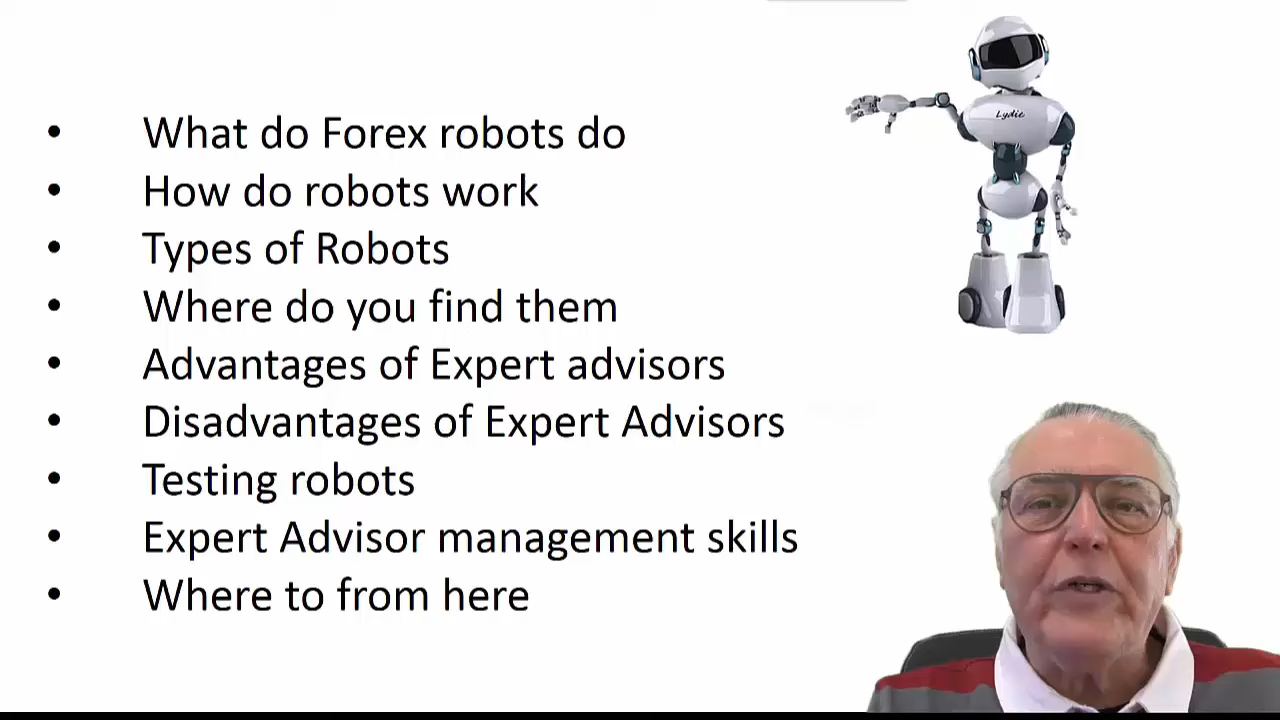 • What do Forex robots do
• How do robots work
• Types of Robots
• Where do you find them
• Advantages of Expert advisors
• Disadvantages of Expert Advisors
• Testing robots
• Expert Advisor management skills
• Where to from here
Lydie